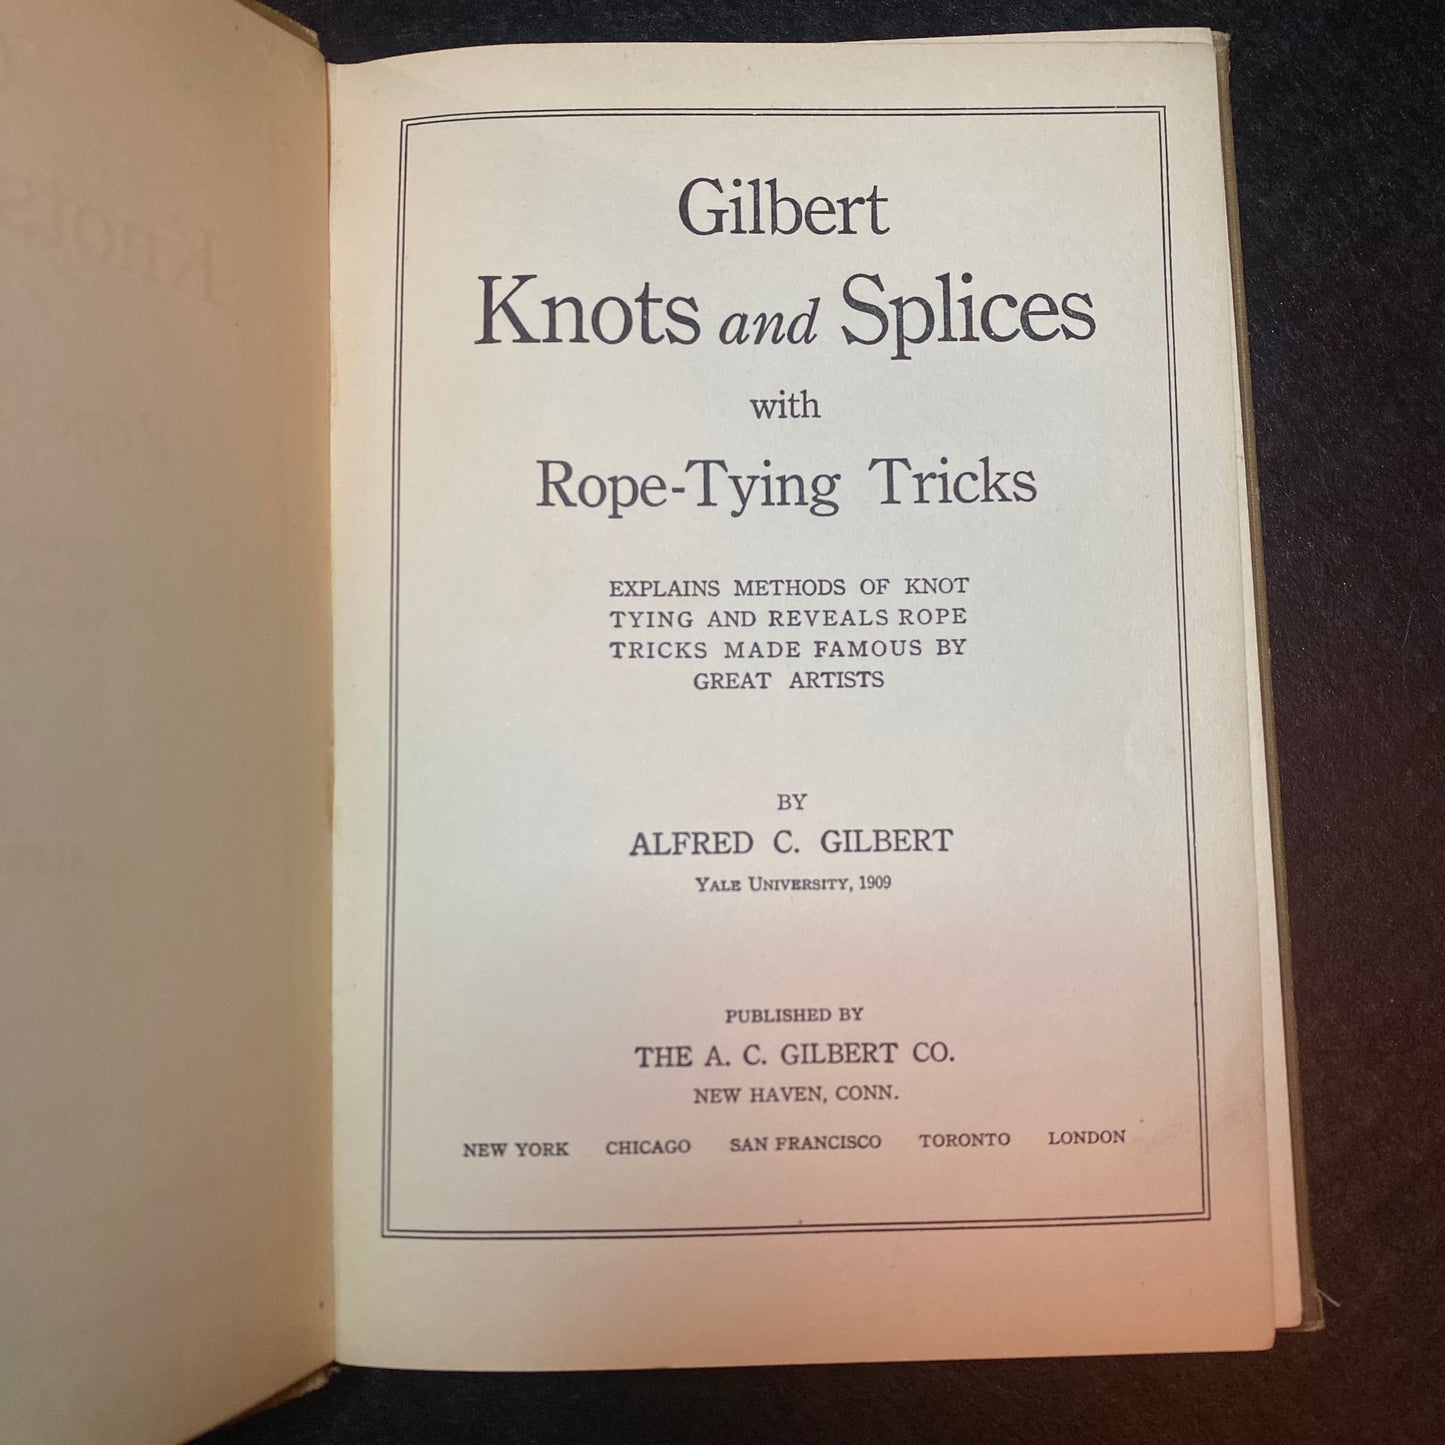 Gilbert
Knots and Splices
with
Rope-Tying Tricks
EXPLAINS METHODS OF KNOT
TYING AND REVEALS ROPE
TRICKS MADE FAMOUS BY
GREAT ARTISTS
BY
ALFRED C. GILBERT
YALE UNIVERSITY, 1909
PUBLISHED BY
THE A. C. GILBERT CO.
NEW HAVEN, CONN.
NEW YORK CHICAGO SAN FRANCISCO TORONTO LONDON